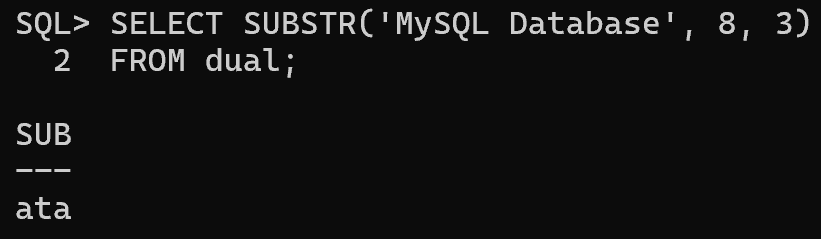 SQL> SELECT SUBSTR('MySQL Database', 8, 3)
  2  FROM dual;
SUB
---
ata